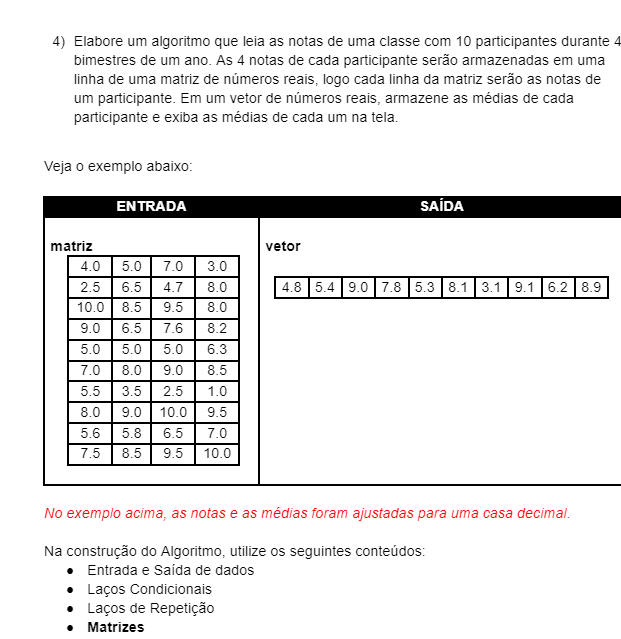 4) Elabore um algoritmo que leia as notas de uma classe com 10 participantes durante 4
bimestres de um ano. As 4 notas de cada participante serão armazenadas em uma
linha de uma matriz de números reais, logo cada linha da matriz serão as notas de
um participante. Em um vetor de números reais, armazene as médias de cada
participante e exiba as médias de cada um na tela.
Veja o exemplo abaixo:
ENTRADA SAÍDA
matriz vetor
4.0 5.0 7.0 3.0
2.5 6.5 4.7 8.0
4.8 5.4 9.0 7.8 5.3 8.1 3.1 9.1 6.2 8.9
10.0 8.5 9.5 8.0
9.0 6.5 7.6 8.2
5.0 5.0 5.0 6.3
7.0 8.0 9.0 8.5
5.5 3.5 2.5 1.0
8.0 9.0 10.0 9.5
5.6 5.8 6.5 7.0
7.5 8.5 9.5 10.0
No exemplo acima, as notas e as médias foram ajustadas para uma casa decimal.
Na construção do Algoritmo, utilize os seguintes conteúdos:
● Entrada e Saída de dados
● Laços Condicionais
● Laços de Repetição
● Matrizes